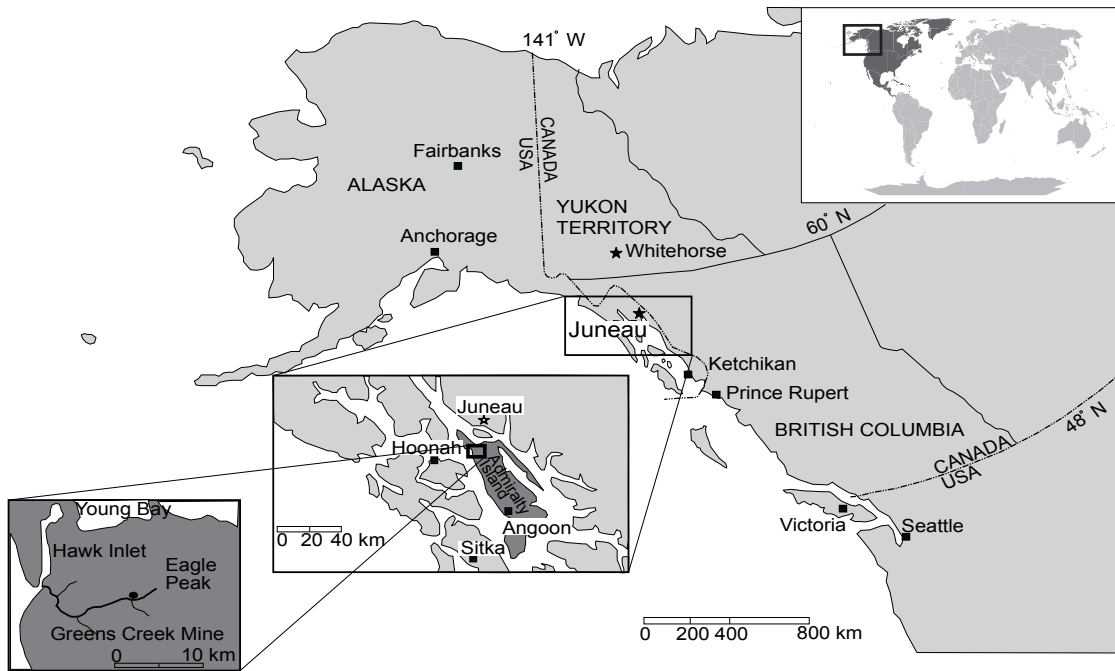 141° W
CANADA
USA
Fairbanks
ALASKA
YUKON
TERRITORY
Whitehorse
60° N
Anchorage
Juneau
Ketchikan
Prince Rupert
BRITISH COLUMBIA
CANADA
USA
48° N
Victoria
Seattle
0 200 400 800 km
Juneau
Hoonah
Admiralty
Island
Angoon
Sitka
0 20 40 km
Young Bay
Hawk Inlet
Eagle
Peak
Greens Creek Mine
0 10 km